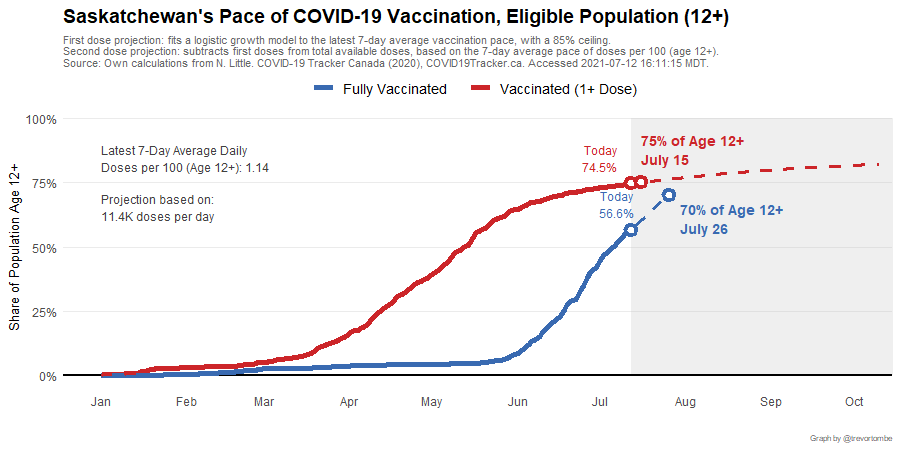 Saskatchewan's Pace of COVID-19 Vaccination, Eligible Population (12+)
First dose projection: fits a logistic growth model to the latest 7-day average vaccination pace, with a 85% ceiling.
Second dose projection: subtracts first doses from total available doses, based on the 7-day average pace of doses per 100 (age 12+).
Source: Own calculations from N. Little. COVID-19 Tracker Canada (2020), COVID19Tracker.ca. Accessed 2021-07-12 16:11:15 MDT.
Fully Vaccinated
Vaccinated (1+ Dose)
Share of Population Age 12+
100%
75%
50%
25%
0%
Latest 7-Day Average Daily
Doses per 100 (Age 12+): 1.14
Projection based on:
11.4K doses per day
Today
74.5%
75% of Age 12+
July 15
Today
56.6%
70% of Age 12+
July 26
Jan
Feb
Mar
Apr
May
Jun
Jul
Aug
Sep
Oct
Graph by @trevortombe